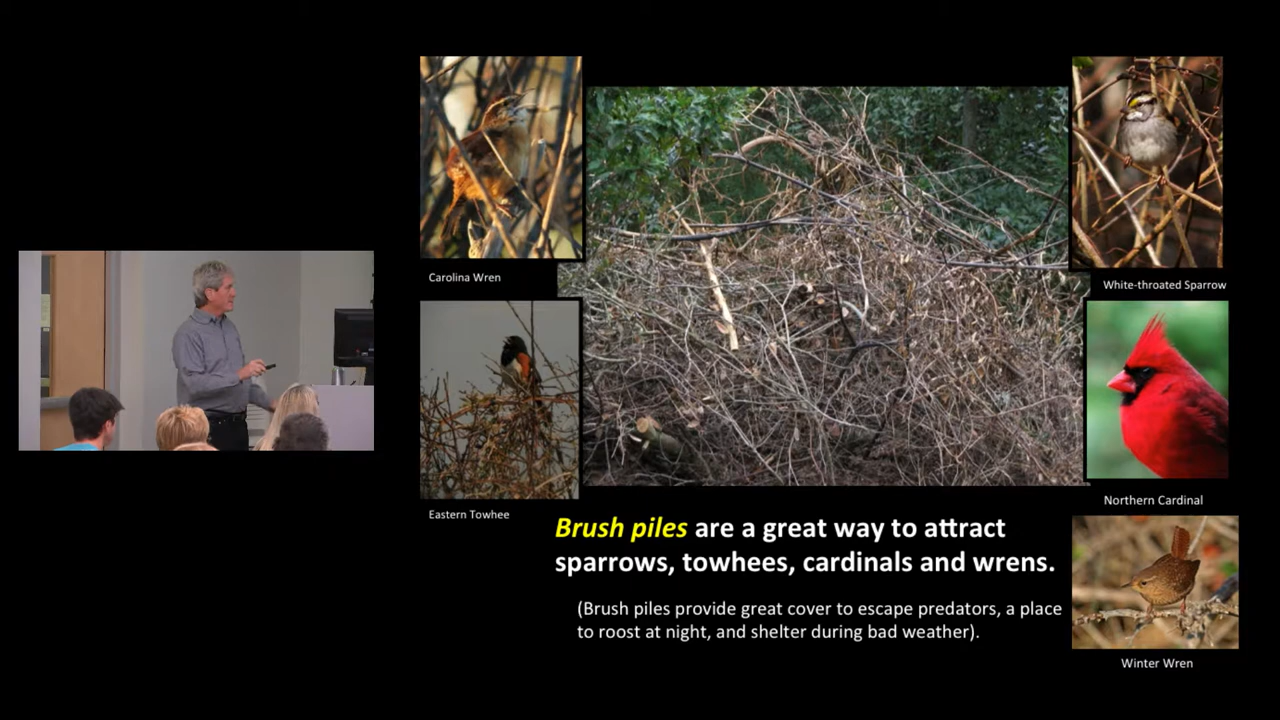 Carolina Wren
White-throated Sparrow
Eastern Towhee
Northern Cardinal
Brush piles are a great way to attract
sparrows, towhees, cardinals and wrens.
(Brush piles provide great cover to escape predators, a place
to roost at night, and shelter during bad weather).
Winter Wren